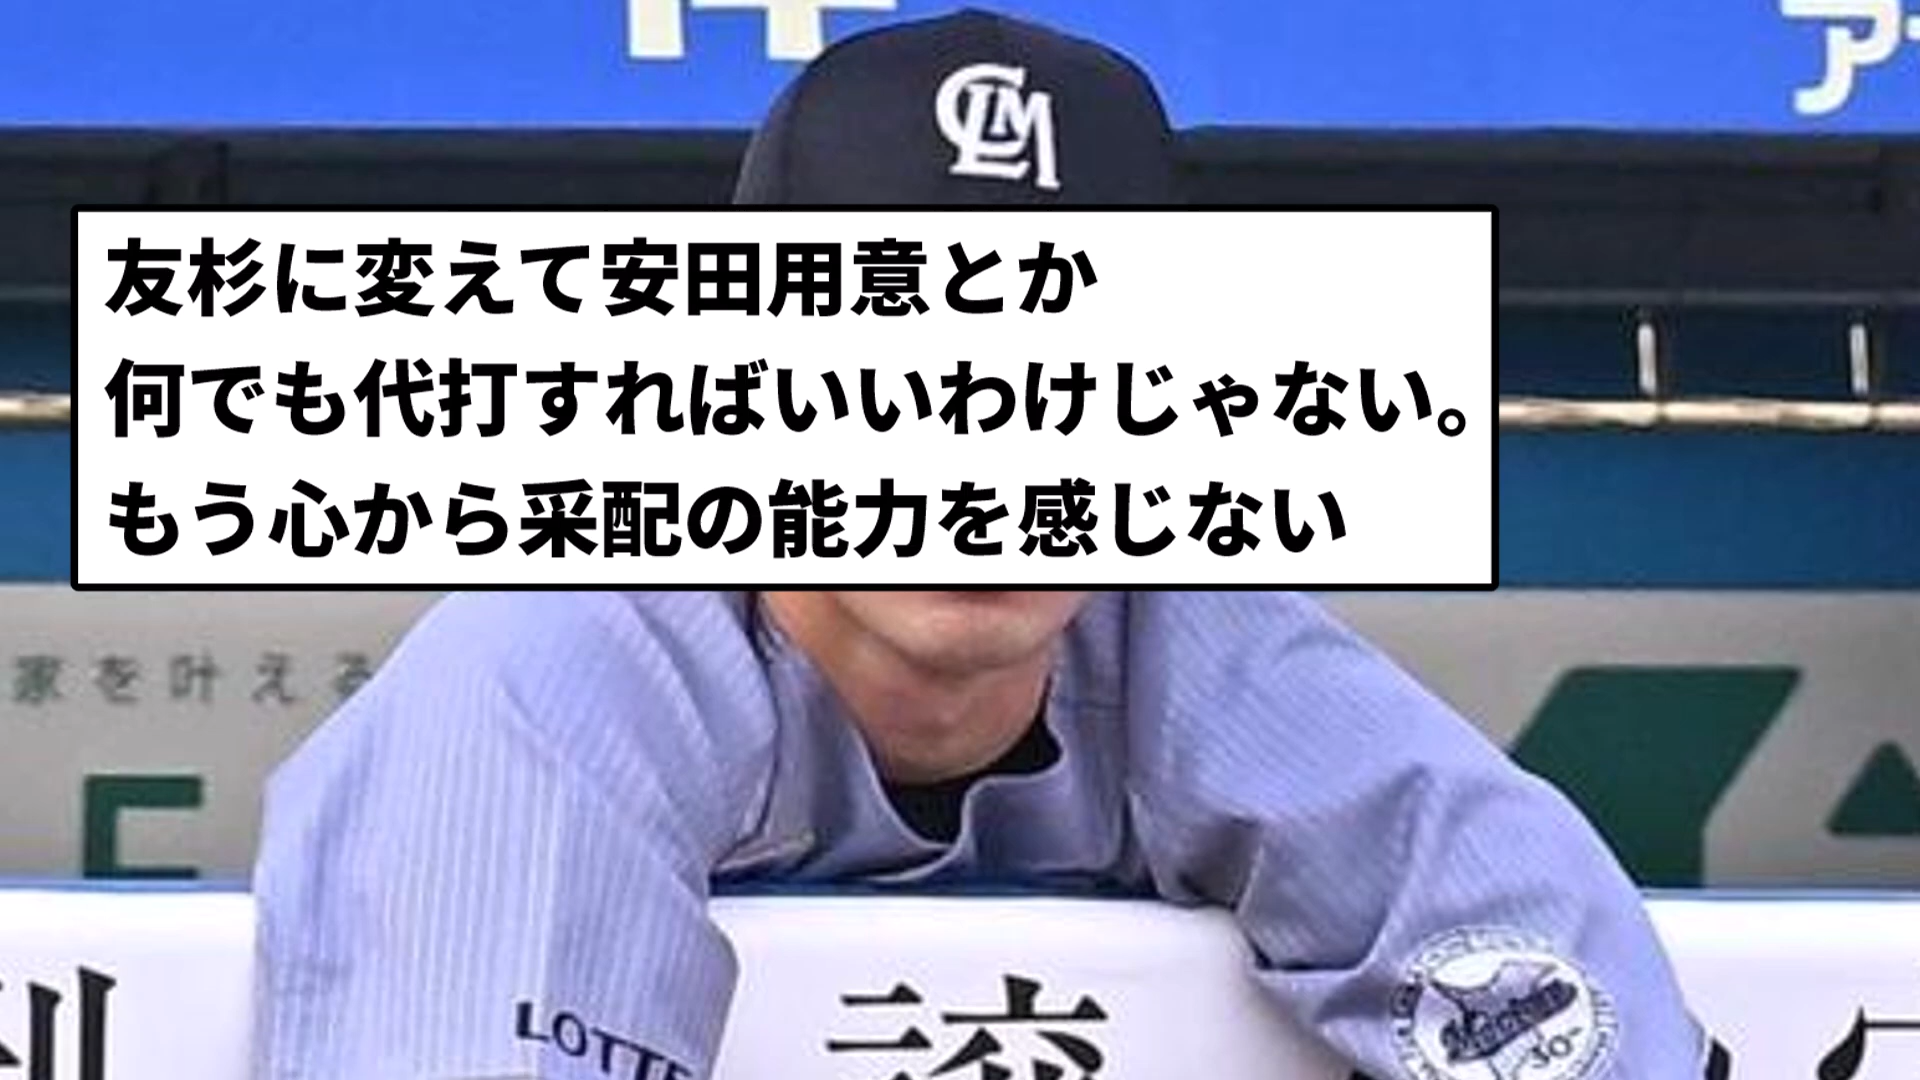 CLM
友杉に変えて安田用意とか
何でも代打すればいいわけじゃない。
もう心から采配の能力を感じない
家を叶える
LOTTE
Marines
-30-